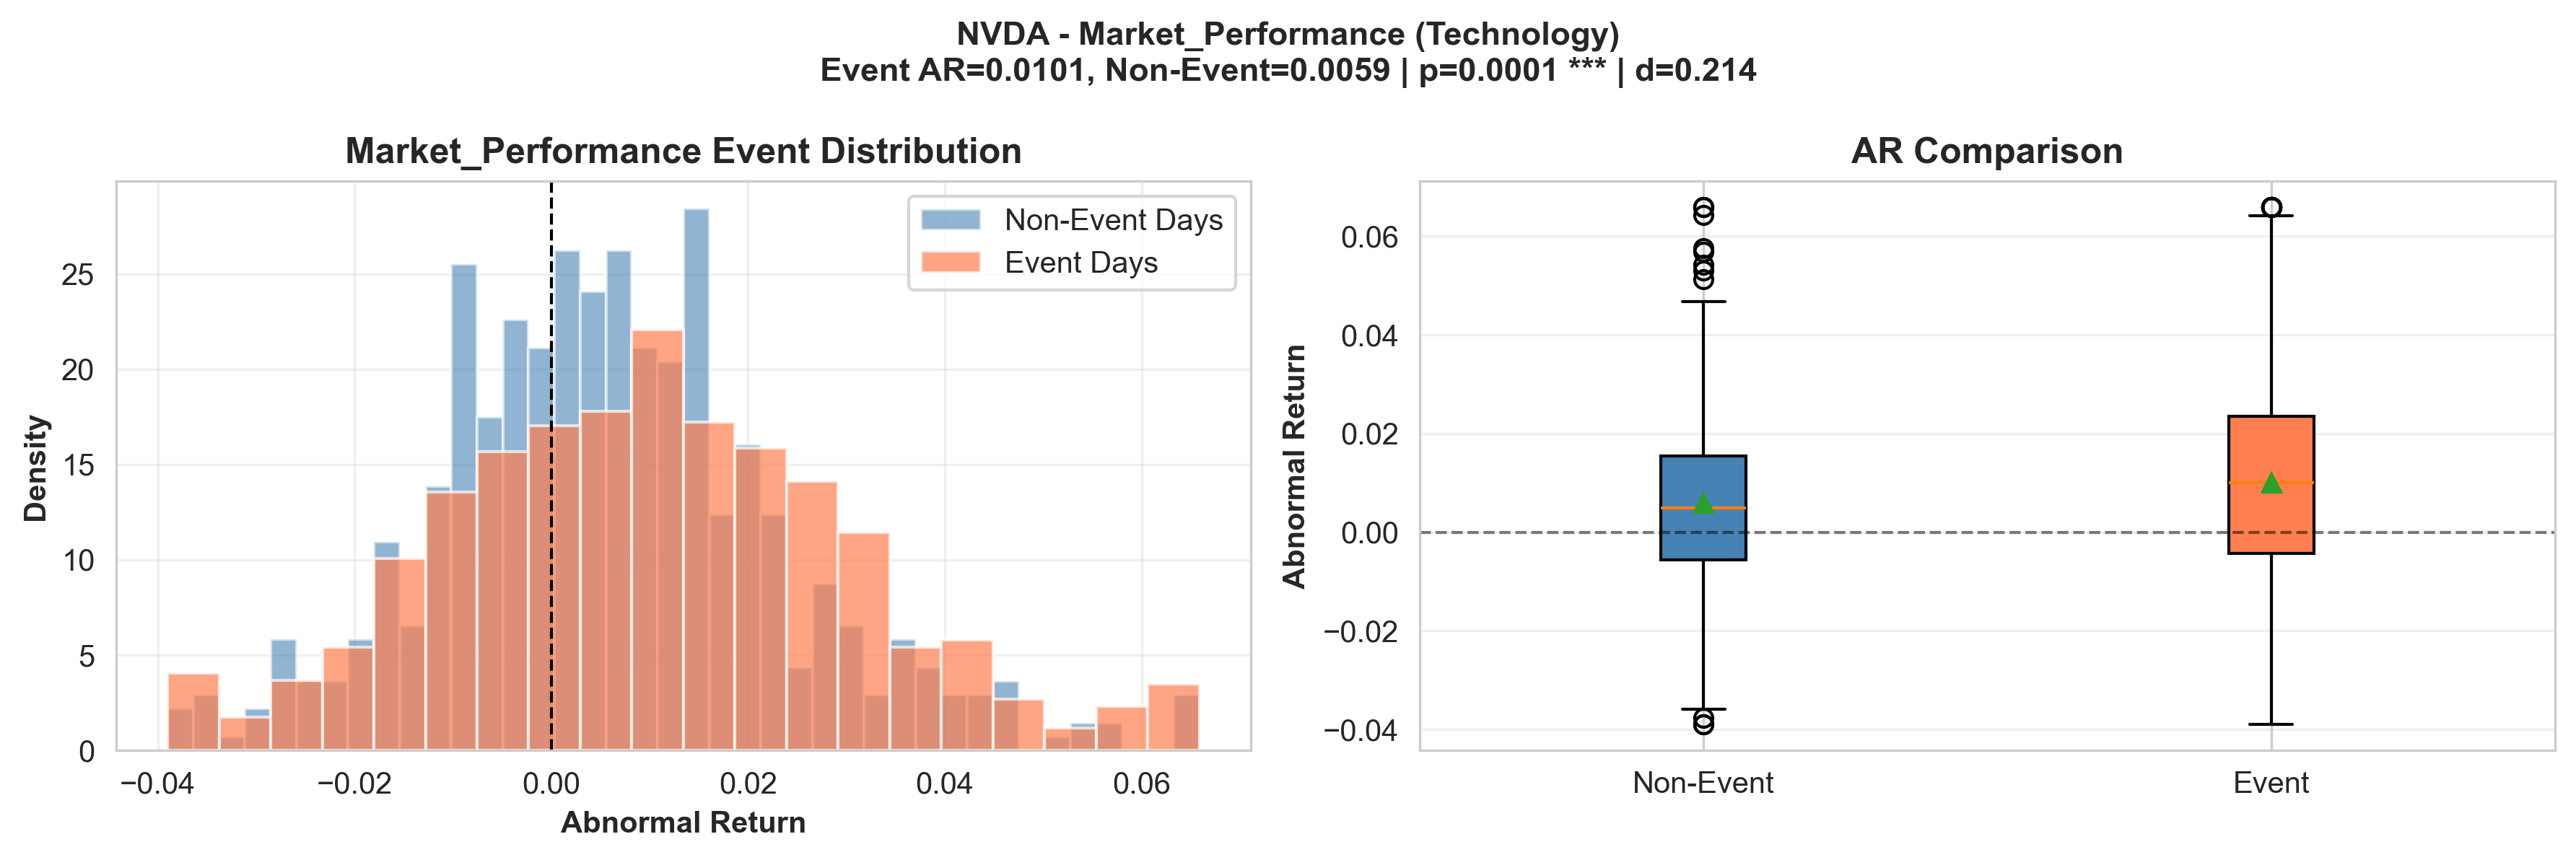 NVDA - Market_Performance (Technology)
Event AR=0.0101, Non-Event=0.0059 | p=0.0001 *** | d=0.214
Market_Performance Event Distribution
Non-Event Days
Event Days
Density
25
20
15
10
5
0
−0.04
−0.02
0.00
0.02
0.04
0.06
Abnormal Return
AR Comparison
Abnormal Return
0.06
0.04
0.02
0.00
−0.02
−0.04
Non-Event
Event